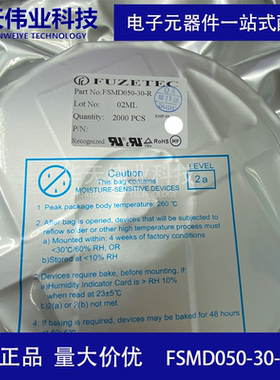 天伟业科技
电子元器件一站式
FUZETEC
Part No:FSMD050-30-R
Lot No: 02ML
Quantity: 2000 PCS
P/N:
Recognized
RoHS
Caution
This bag contains
MOISTURE-SENSITIVE DEVICES
LEVEL
2a
1. Peak package body temperature: 260℃
2. After bag is opened, devices that will be subjected to
reflow solder or other high temperature process must be
a) Mounted within: 4 weeks of factory conditions
<30℃/60% RH, OR
b)Stored at <10% RH
3. Devices require bake, before mounting, if:
a)Humidity Indicator Card is > RH 10%
when read at 23±5℃
b)2(a) or 2(b) not met
4. If baking is required, devices may be baked for 48 hours
正品 量大价优 FSMD050-30-